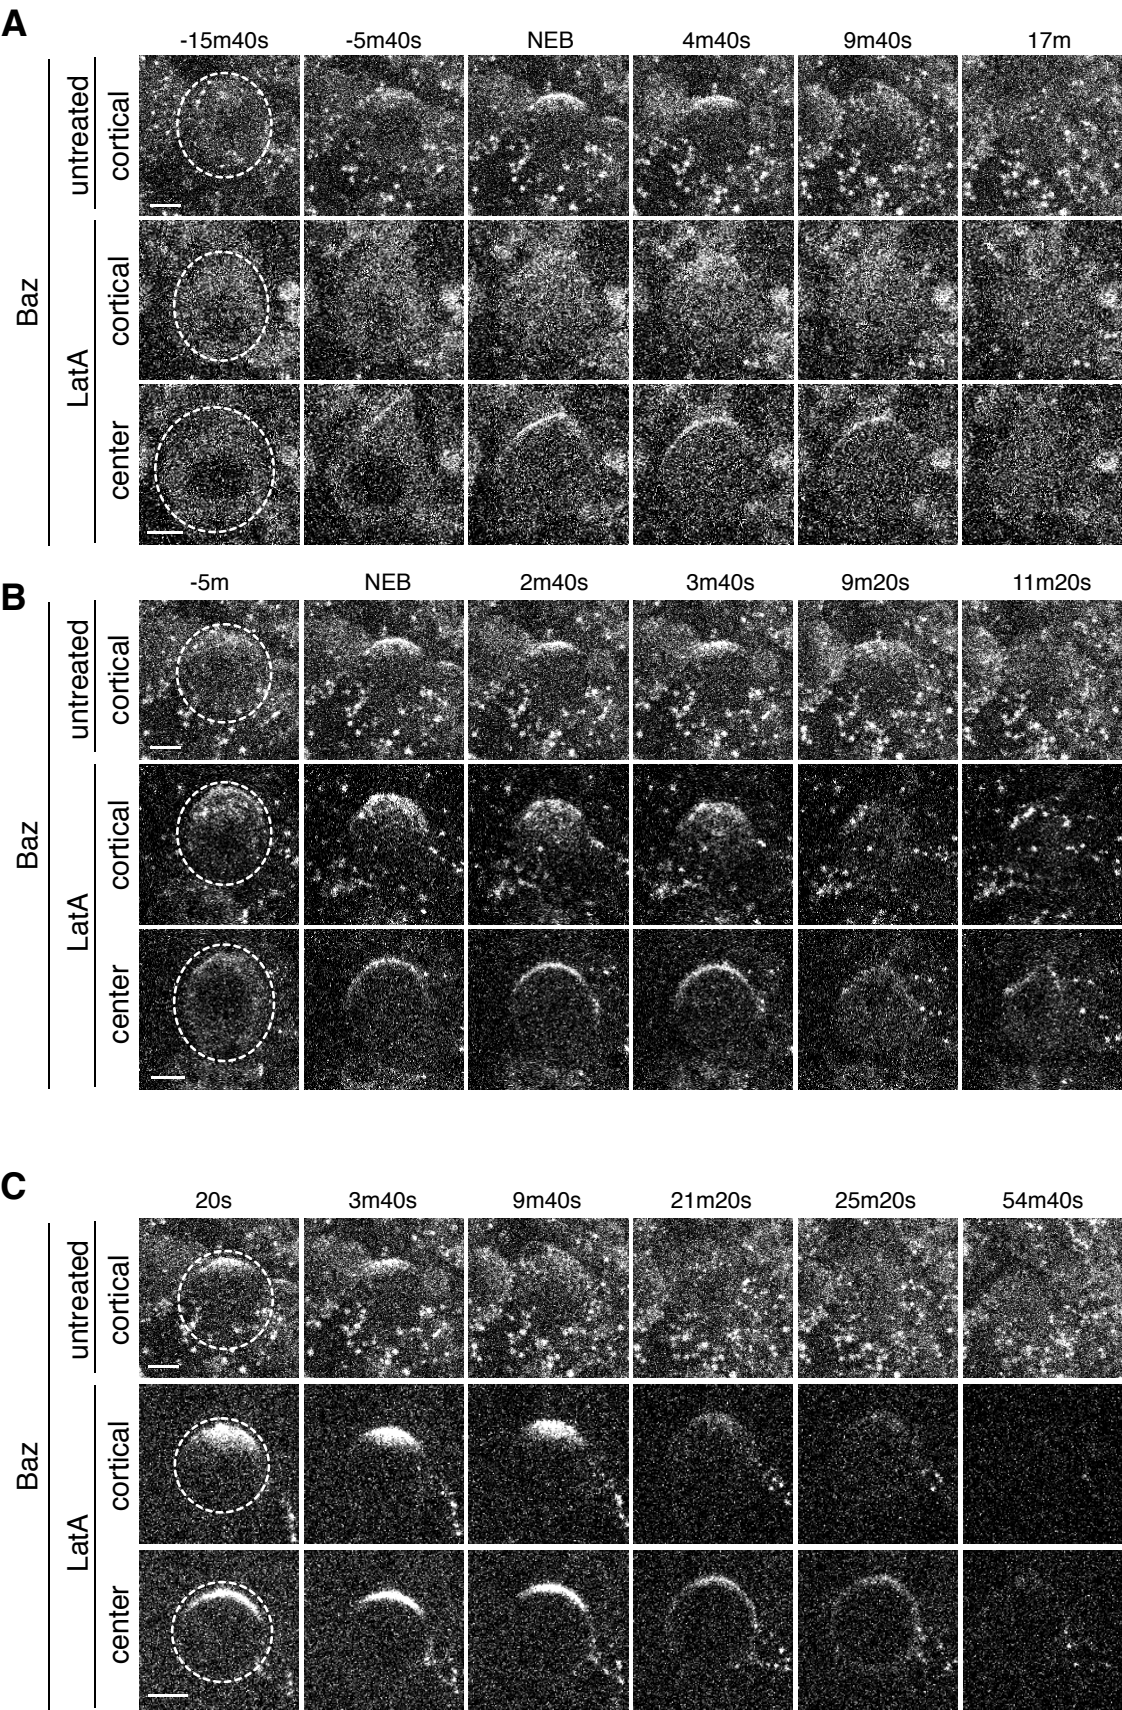 A
-15m40s -5m40s NEB 4m40s 9m40s 17m
Baz
untreated
cortical
LatA
cortical
center
B
-5m NEB 2m40s 3m40s 9m20s 11m20s
Baz
untreated
cortical
LatA
cortical
center
C
20s 3m40s 9m40s 21m20s 25m20s 54m40s
Baz
untreated
cortical
LatA
cortical
center